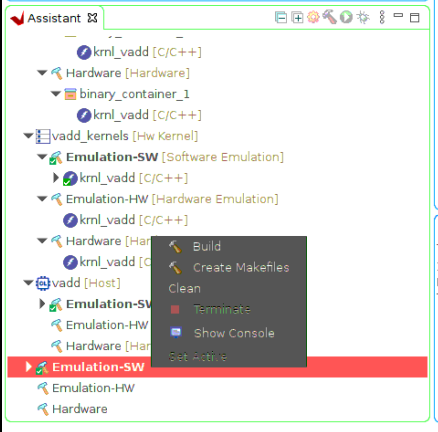 Assistant
krnl_vadd [C/C++]
Hardware [Hardware]
binary_container_1
krnl_vadd [C/C++]
vadd_kernels [Hw Kernel]
Emulation-SW [Software Emulation]
krnl_vadd [C/C++]
Emulation-HW [Hardware Emulation]
krnl_vadd [C/C++]
Hardware [Har
krnl_vadd [C
vadd [Host]
Emulation-SW
Emulation-HW
Hardware [Har
Emulation-SW
Emulation-HW
Hardware
Build
Create Makefiles
Clean
Terminate
Show Console
Set Active